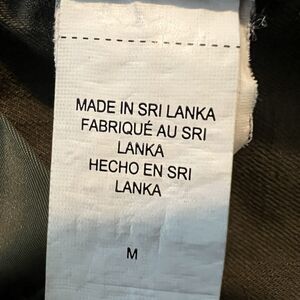 MADE IN SRI LANKA
FABRIQUÉ AU SRI
LANKA
HECHO EN SRI
LANKA
M